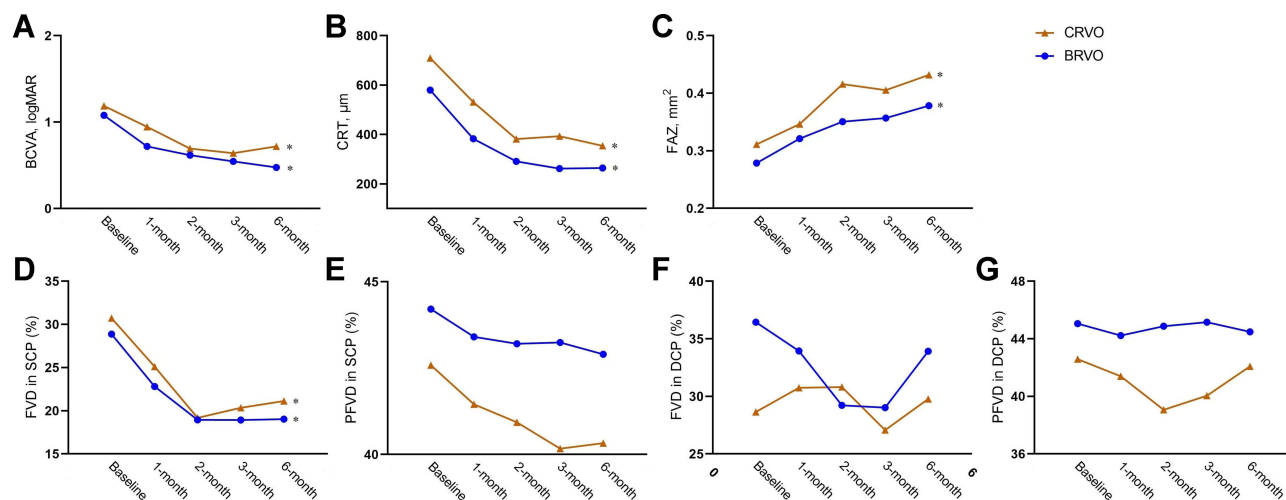 A
BCVA, logMAR
2
1
0
Baseline
1-month
2-month
3-month
6-month
*
*
B
CRT, μm
800
600
400
200
Baseline
1-month
2-month
3-month
6-month
*
*
C
FAZ, mm²
0.5
0.4
0.3
0.2
Baseline
1-month
2-month
3-month
6-month
*
*
CRVO
BRVO
D
FVD in SCP (%)
35
30
25
20
15
Baseline
1-month
2-month
3-month
6-month
*
*
E
PFVD in SCP (%)
45
40
Baseline
1-month
2-month
3-month
6-month
F
FVD in DCP (%)
40
35
30
25
0
Baseline
1-month
2-month
3-month
6-month
6
G
PFVD in DCP (%)
48
44
40
36
Baseline
1-month
2-month
3-month
6-month